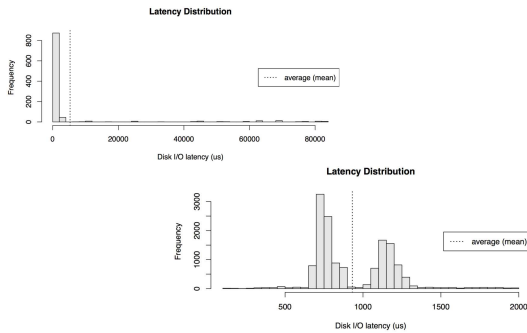 Latency Distribution
Frequency
0 200 400 600 800
average (mean)
0 20000 40000 60000 80000
Disk I/O latency (us)
Latency Distribution
Frequency
0 1000 2000 3000
average (mean)
500 1000 1500 2000
Disk I/O latency (us)